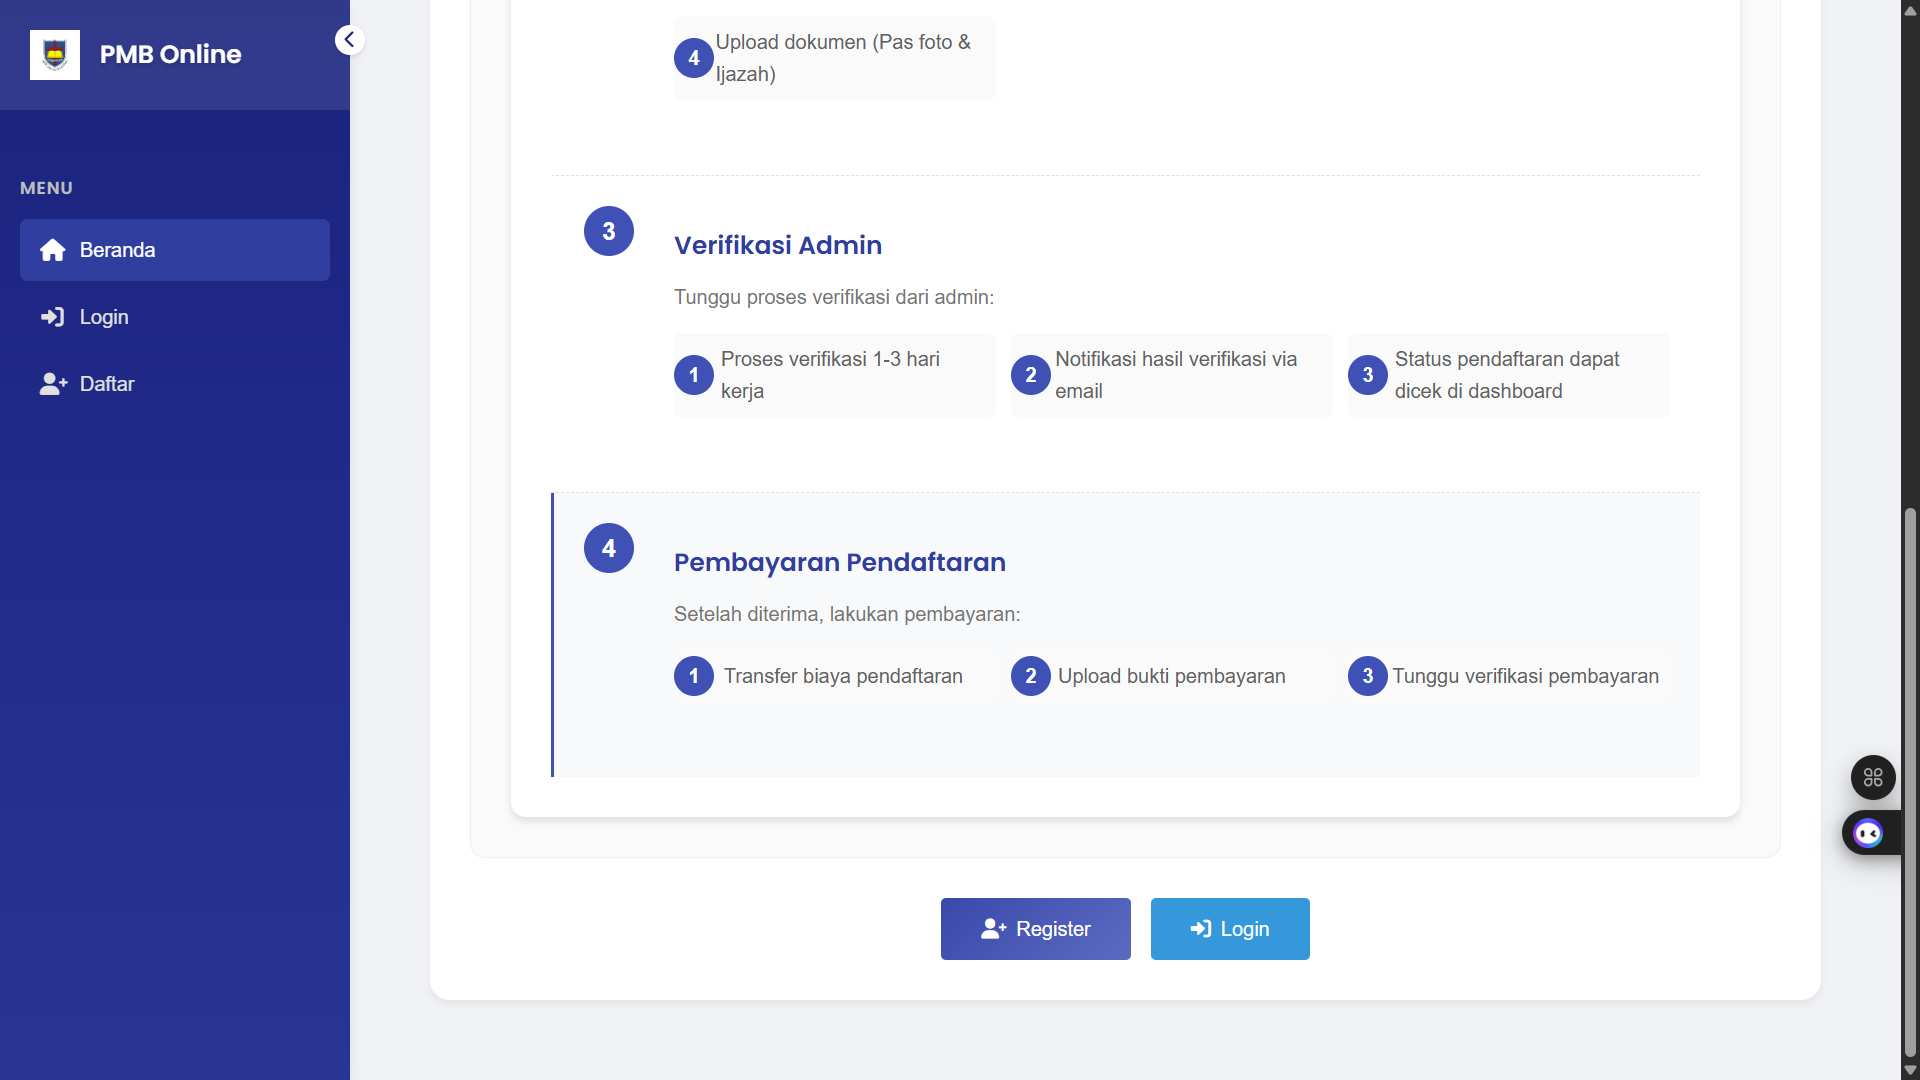 PMB Online
MENU
Beranda
Login
Daftar
4
Upload dokumen (Pas foto &
Ijazah)
3
Verifikasi Admin
Tunggu proses verifikasi dari admin:
1
Proses verifikasi 1-3 hari
kerja
2
Notifikasi hasil verifikasi via
email
3
Status pendaftaran dapat
dicek di dashboard
4
Pembayaran Pendaftaran
Setelah diterima, lakukan pembayaran:
1 Transfer biaya pendaftaran
2 Upload bukti pembayaran
3 Tunggu verifikasi pembayaran
Register
Login